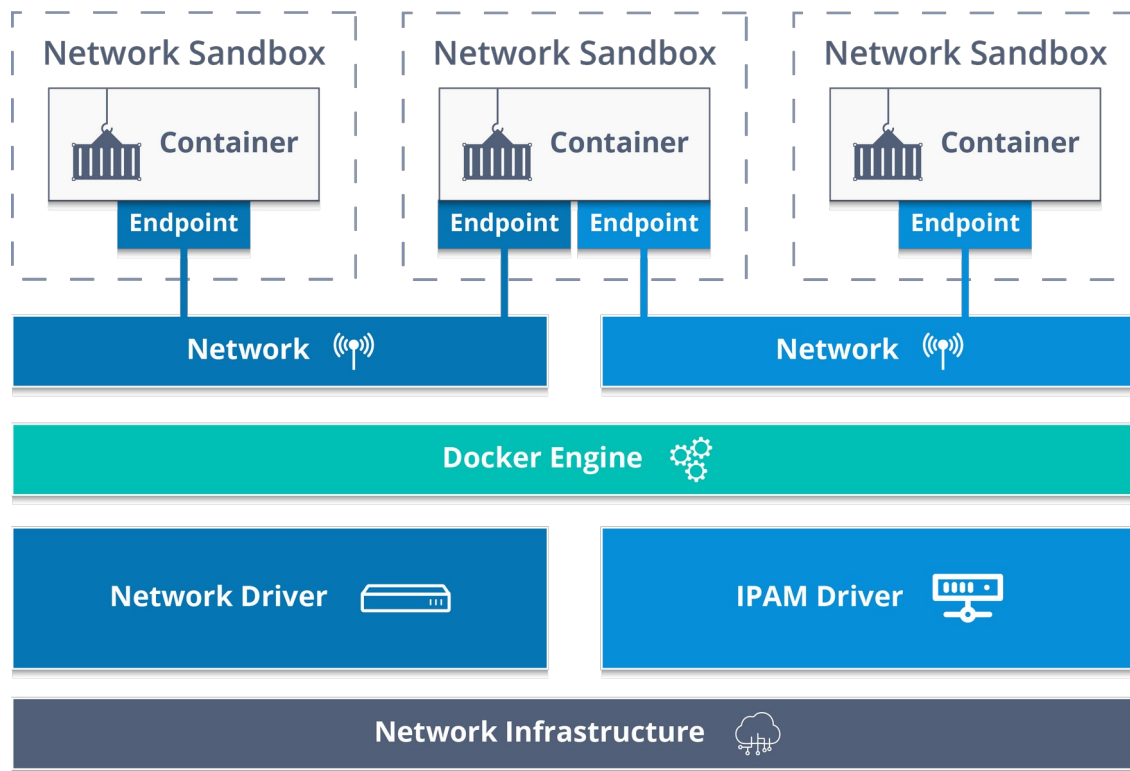 Network Sandbox
Network Sandbox
Network Sandbox
Container
Container
Container
Endpoint
Endpoint
Endpoint
Endpoint
Network
Network
Docker Engine
Network Driver
IPAM Driver
Network Infrastructure